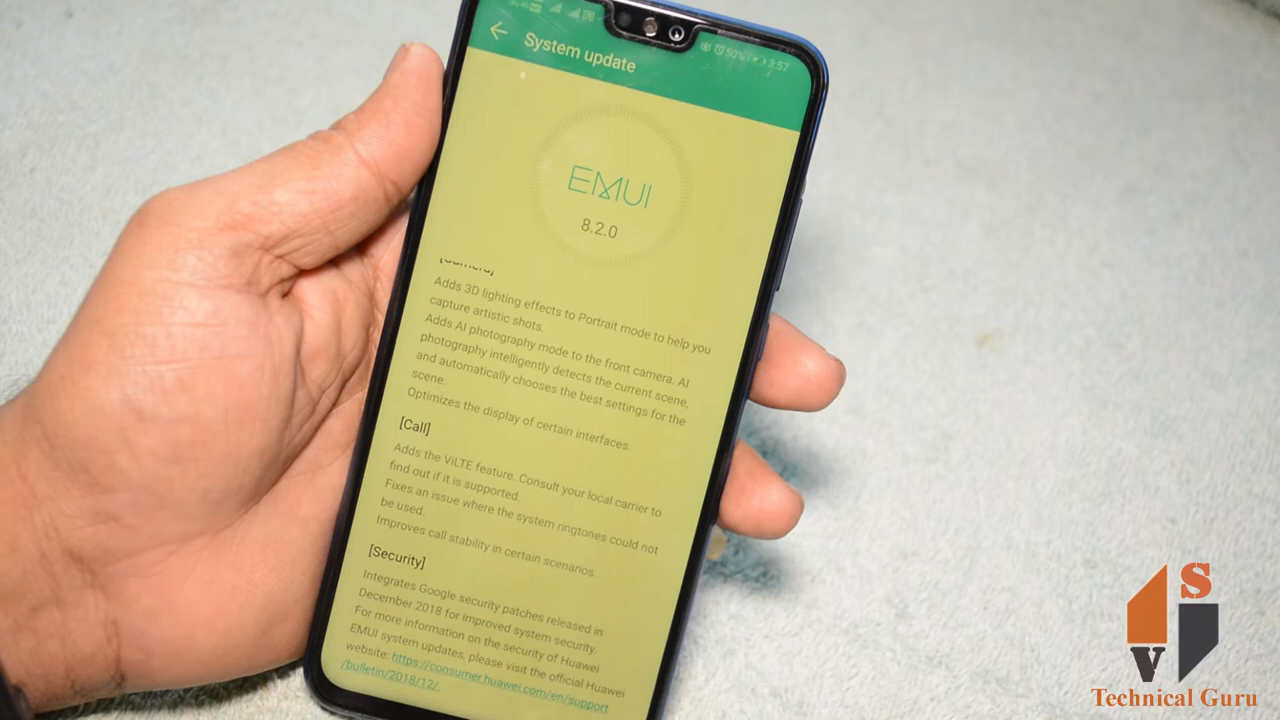 50% 3:57
System update
EMUI
8.2.0
[Camera]
Adds 3D lighting effects to Portrait mode to help you
capture artistic shots.
Adds AI photography mode to the front camera. AI
photography intelligently detects the current scene,
and automatically chooses the best settings for the
scene.
Optimizes the display of certain interfaces.
[Call]
Adds the ViLTE feature. Consult your local carrier to
find out if it is supported.
Fixes an issue where the system ringtones could not
be used.
Improves call stability in certain scenarios.
[Security]
Integrates Google security patches released in
December 2018 for improved system security.
For more information on the security of Huawei
EMUI system updates, please visit the official Huawei
website: https://consumer.huawei.com/en/support
/bulletin/2018/12/.
S
V
Technical Guru